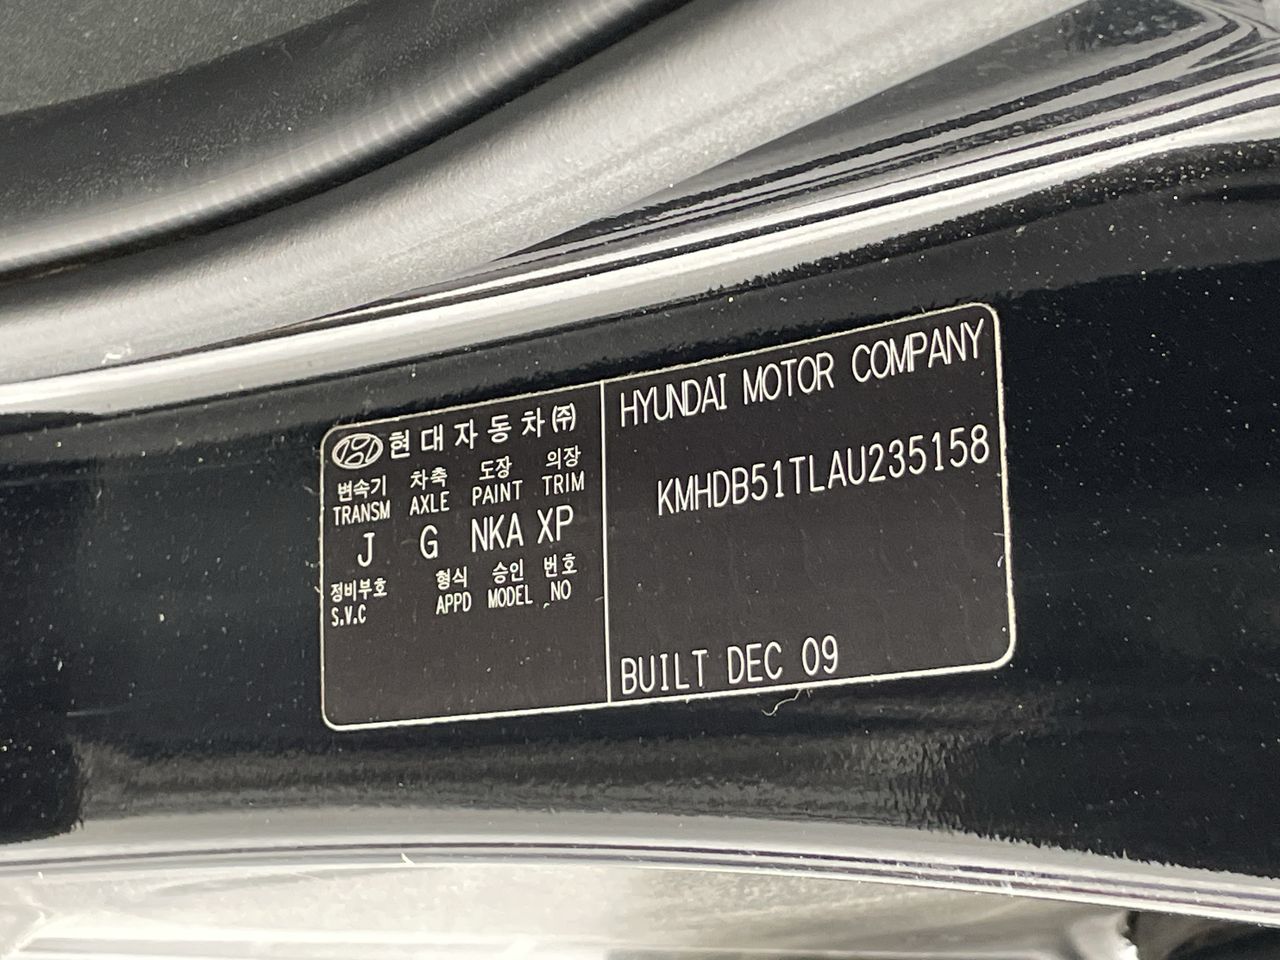 현대자동차㈜
변속기 차축 도장 의장
TRANSM AXLE PAINT TRIM
J G NKA XP
정비부호 형식 승인 번호
S.V.C APPD MODEL NO
HYUNDAI MOTOR COMPANY
KMHDB51TLAU235158
BUILT DEC 09